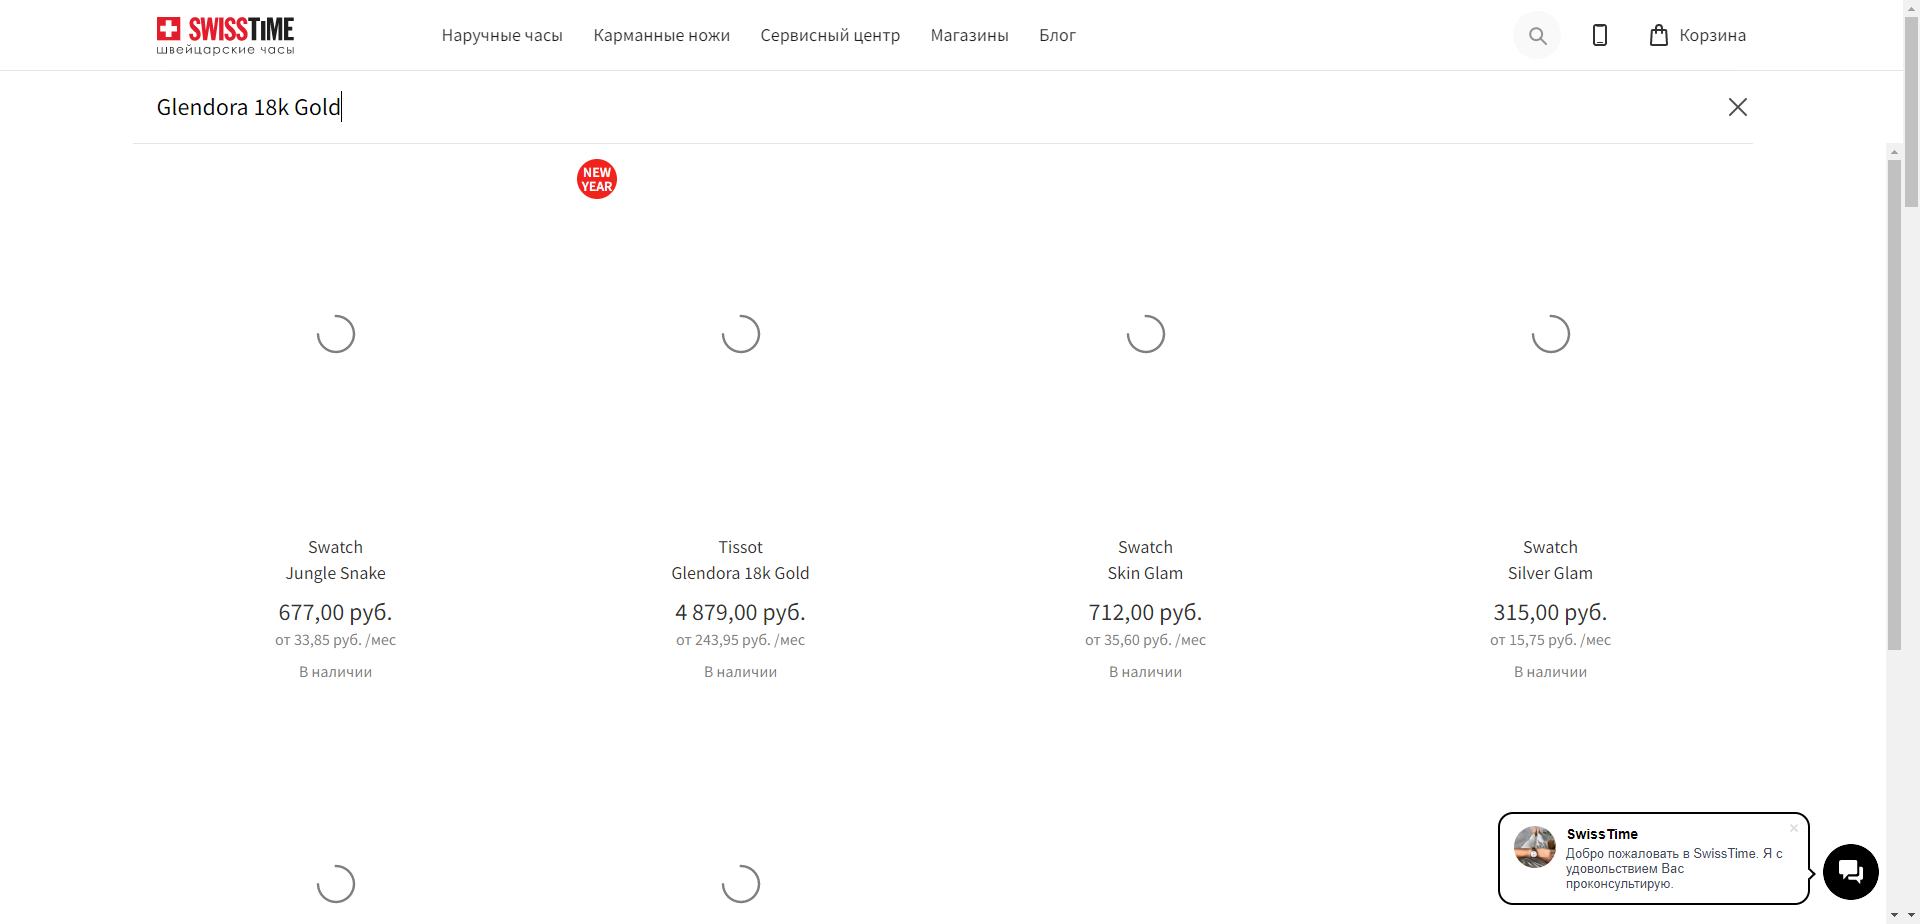 SWISSTIME
швейцарские часы
Наручные часы
Карманные ножи
Сервисный центр
Магазины
Блог
Корзина
Glendora 18k Gold
NEW
YEAR
Swatch
Jungle Snake
677,00 руб.
от 33,85 руб. /мес
В наличии
Tissot
Glendora 18k Gold
4 879,00 руб.
от 243,95 руб. /мес
В наличии
Swatch
Skin Glam
712,00 руб.
от 35,60 руб. /мес
В наличии
Swatch
Silver Glam
315,00 руб.
от 15,75 руб. /мес
В наличии
SwissTime
Добро пожаловать в SwissTime. Я с
удовольствием Вас
проконсультирую.